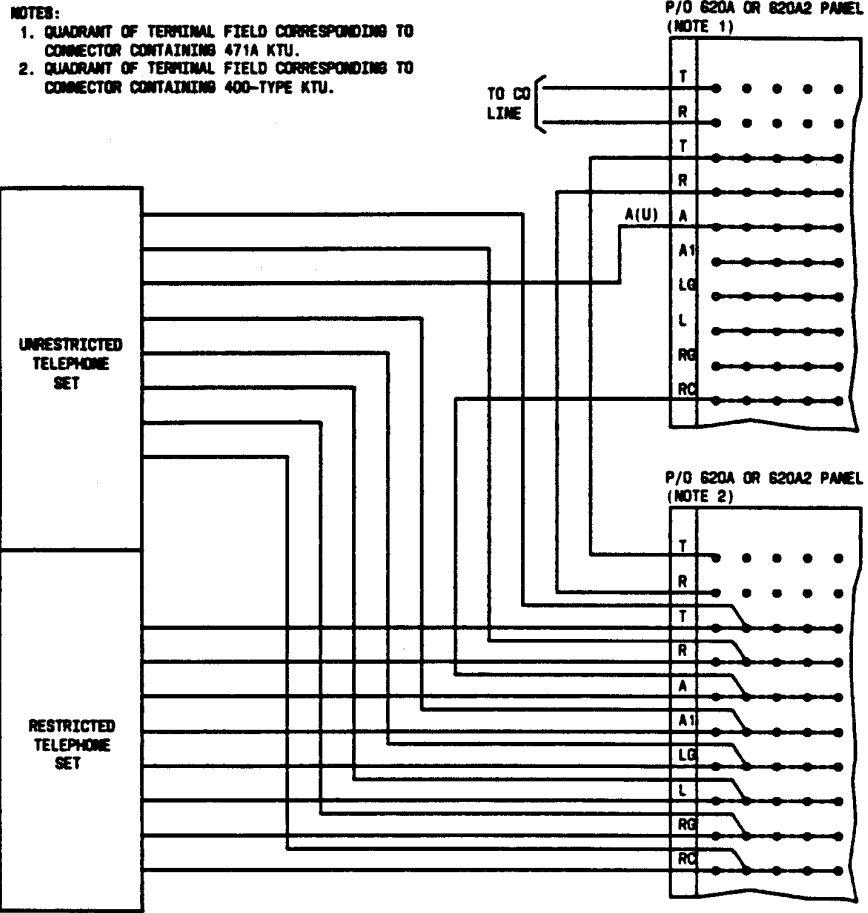 NOTES:
1. QUADRANT OF TERMINAL FIELD CORRESPONDING TO
CONNECTOR CONTAINING 471A KTU.
2. QUADRANT OF TERMINAL FIELD CORRESPONDING TO
CONNECTOR CONTAINING 400-TYPE KTU.
P/O 620A OR 620A2 PANEL
(NOTE 1)
TO CO
LINE
T
R
T
R
A(U) A
A1
LG
L
RG
RC
UNRESTRICTED
TELEPHONE
SET
P/O 620A OR 620A2 PANEL
(NOTE 2)
T
R
T
R
A
A1
LG
L
RG
RC
RESTRICTED
TELEPHONE
SET